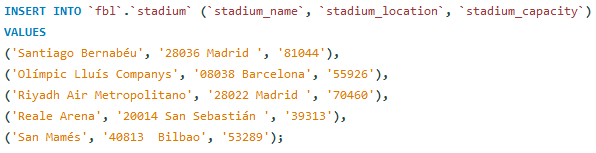 INSERT INTO `fbl`.`stadium` (`stadium_name`, `stadium_location`, `stadium_capacity`)
VALUES
('Santiago Bernabéu', '28036 Madrid ', '81044'),
('Olímpic Lluís Companys', '08038 Barcelona', '55926'),
('Riyadh Air Metropolitano', '28022 Madrid ', '70460'),
('Reale Arena', '20014 San Sebastián ', '39313'),
('San Mamés', '40813  Bilbao', '53289');